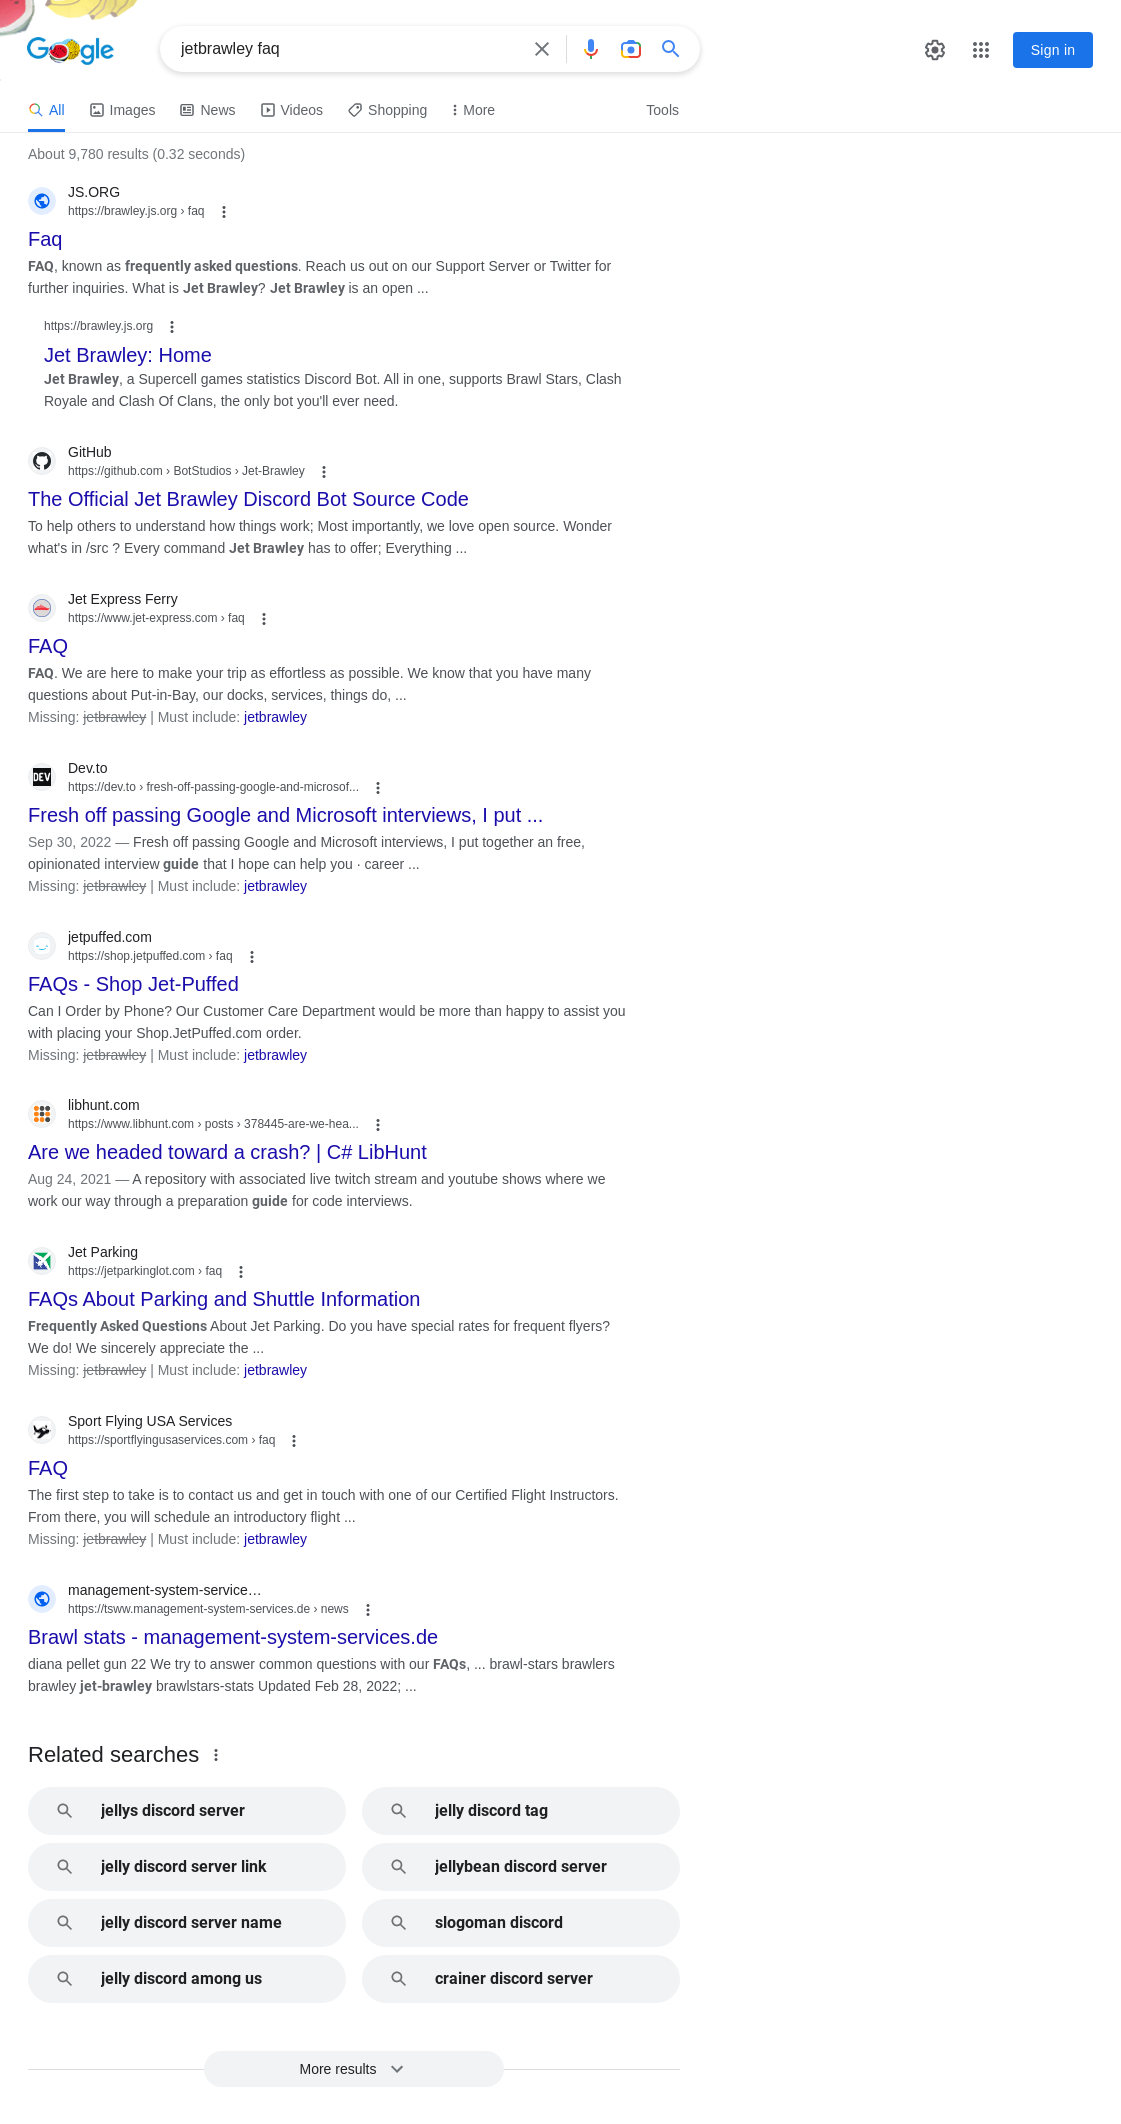 Google
jetbrawley faq
Sign in
All
Images
News
Videos
Shopping
More
Tools
About 9,780 results (0.32 seconds)
JS.ORG
https://brawley.js.org › faq
Faq
FAQ, known as frequently asked questions. Reach us out on our Support Server or Twitter for
further inquiries. What is Jet Brawley? Jet Brawley is an open ...
https://brawley.js.org
Jet Brawley: Home
Jet Brawley, a Supercell games statistics Discord Bot. All in one, supports Brawl Stars, Clash
Royale and Clash Of Clans, the only bot you'll ever need.
GitHub
https://github.com › BotStudios › Jet-Brawley
The Official Jet Brawley Discord Bot Source Code
To help others to understand how things work; Most importantly, we love open source. Wonder
what's in /src ? Every command Jet Brawley has to offer; Everything ...
Jet Express Ferry
https://www.jet-express.com › faq
FAQ
FAQ. We are here to make your trip as effortless as possible. We know that you have many
questions about Put-in-Bay, our docks, services, things do, ...
Missing: jetbrawley | Must include: jetbrawley
DEV
Dev.to
https://dev.to › fresh-off-passing-google-and-microsof...
Fresh off passing Google and Microsoft interviews, I put ...
Sep 30, 2022 — Fresh off passing Google and Microsoft interviews, I put together an free,
opinionated interview guide that I hope can help you · career ...
Missing: jetbrawley | Must include: jetbrawley
jetpuffed.com
https://shop.jetpuffed.com › faq
FAQs - Shop Jet-Puffed
Can I Order by Phone? Our Customer Care Department would be more than happy to assist you
with placing your Shop.JetPuffed.com order.
Missing: jetbrawley | Must include: jetbrawley
libhunt.com
https://www.libhunt.com › posts › 378445-are-we-hea...
Are we headed toward a crash? | C# LibHunt
Aug 24, 2021 — A repository with associated live twitch stream and youtube shows where we
work our way through a preparation guide for code interviews.
Jet Parking
https://jetparkinglot.com › faq
FAQs About Parking and Shuttle Information
Frequently Asked Questions About Jet Parking. Do you have special rates for frequent flyers?
We do! We sincerely appreciate the ...
Missing: jetbrawley | Must include: jetbrawley
Sport Flying USA Services
https://sportflyingusaservices.com › faq
FAQ
The first step to take is to contact us and get in touch with one of our Certified Flight Instructors.
From there, you will schedule an introductory flight ...
Missing: jetbrawley | Must include: jetbrawley
management-system-service…
https://tsww.management-system-services.de › news
Brawl stats - management-system-services.de
diana pellet gun 22 We try to answer common questions with our FAQs, ... brawl-stars brawlers
brawley jet-brawley brawlstars-stats Updated Feb 28, 2022; ...
Related searches
jellys discord server
jelly discord tag
jelly discord server link
jellybean discord server
jelly discord server name
slogoman discord
jelly discord among us
crainer discord server
More results